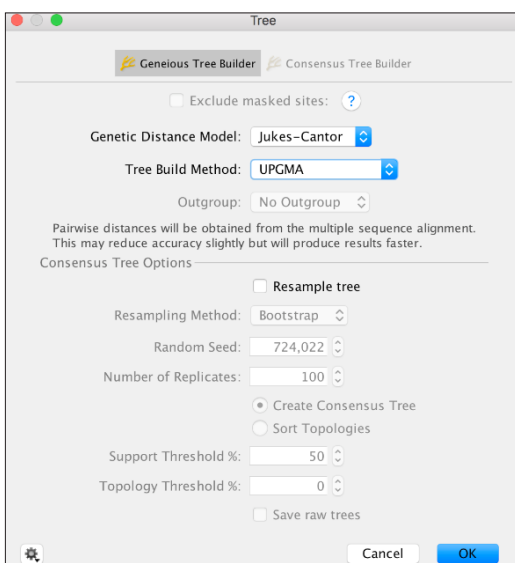 Tree
Geneious Tree Builder Consensus Tree Builder
Exclude masked sites: ?
Genetic Distance Model: Jukes-Cantor
Tree Build Method: UPGMA
Outgroup: No Outgroup
Pairwise distances will be obtained from the multiple sequence alignment.
This may reduce accuracy slightly but will produce results faster.
Consensus Tree Options
Resample tree
Resampling Method: Bootstrap
Random Seed: 724,022
Number of Replicates: 100
Create Consensus Tree
Sort Topologies
Support Threshold %: 50
Topology Threshold %: 0
Save raw trees
Cancel OK